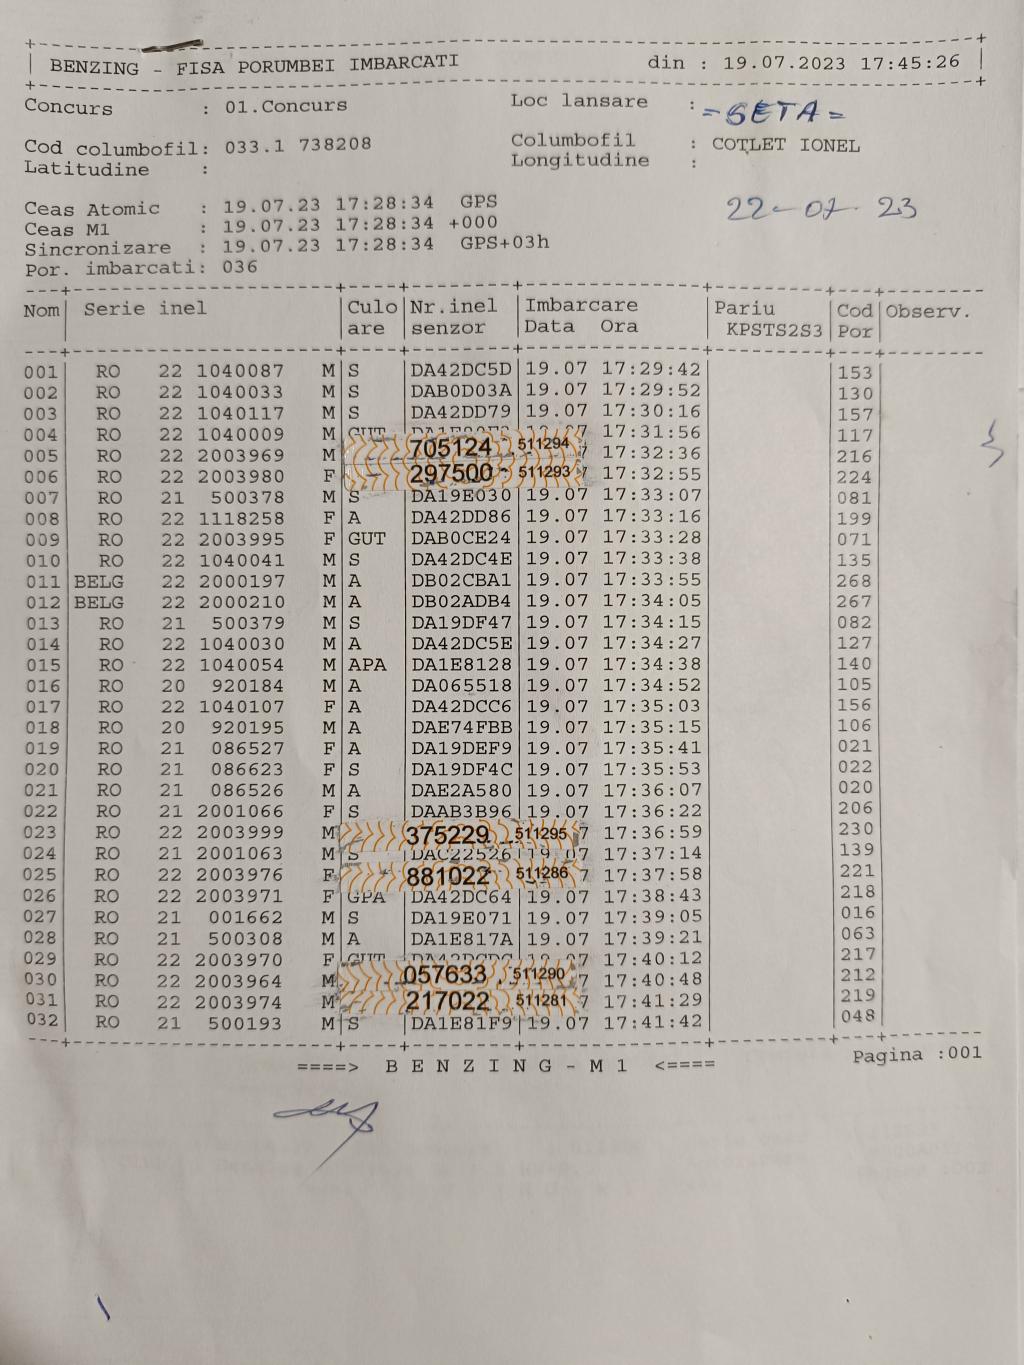 BENZING - FISA PORUMBEI IMBARCATI din : 19.07.2023 17:45:26
Concurs : 01.Concurs Loc lansare : =SETA=
Cod columbofil: 033.1 738208 Columbofil : COTLET IONEL
Latitudine : Longitudine :
Ceas Atomic : 19.07.23 17:28:34 GPS 22-07-23
Ceas M1 : 19.07.23 17:28:34 +000
Sincronizare : 19.07.23 17:28:34 GPS+03h
Por. imbarcati: 036
Nom Serie inel Culo Nr.inel Imbarcare Pariu Cod Observ.
are senzor Data Ora KPSTS2S3 Por
001 RO 22 1040087 M S DA42DC5D 19.07 17:29:42 153
002 RO 22 1040033 M S DAB0D03A 19.07 17:29:52 130
003 RO 22 1040117 M S DA42DD79 19.07 17:30:16 157
004 RO 22 1040009 M GUT 17:31:56 117
005 RO 22 2003969 M 705124 511294 7 17:32:36 216
006 RO 22 2003980 F 297500 511293 7 17:32:55 224
007 RO 21 500378 M S DA19E030 19.07 17:33:07 081
008 RO 22 1118258 F A DA42DD86 19.07 17:33:16 199
009 RO 22 2003995 F GUT DAB0CE24 19.07 17:33:28 071
010 RO 22 1040041 M S DA42DC4E 19.07 17:33:38 135
011 BELG 22 2000197 M A DB02CBA1 19.07 17:33:55 268
012 BELG 22 2000210 M A DB02ADB4 19.07 17:34:05 267
013 RO 21 500379 M S DA19DF47 19.07 17:34:15 082
014 RO 22 1040030 M A DA42DC5E 19.07 17:34:27 127
015 RO 22 1040054 M APA DA1E8128 19.07 17:34:38 140
016 RO 20 920184 M A DA065518 19.07 17:34:52 105
017 RO 22 1040107 F A DA42DCC6 19.07 17:35:03 156
018 RO 20 920195 M A DAE74FBB 19.07 17:35:15 106
019 RO 21 086527 F A DA19DEF9 19.07 17:35:41 021
020 RO 21 086623 F S DA19DF4C 19.07 17:35:53 022
021 RO 21 086526 M A DAE2A580 19.07 17:36:07 020
022 RO 21 2001066 F S DAAB3B96 19.07 17:36:22 206
023 RO 22 2003999 M 375229 511295 7 17:36:59 230
024 RO 21 2001063 M S DAC22526 19.07 17:37:14 139
025 RO 22 2003976 F 881022 511286 7 17:37:58 221
026 RO 22 2003971 F GPA DA42DC64 19.07 17:38:43 218
027 RO 21 001662 M S DA19E071 19.07 17:39:05 016
028 RO 21 500308 M A DA1E817A 19.07 17:39:21 063
029 RO 22 2003970 F GUT 17:40:12 217
030 RO 22 2003964 M 057633 511290 7 17:40:48 212
031 RO 22 2003974 M 217022 511281 7 17:41:29 219
032 RO 21 500193 M S DA1E81F9 19.07 17:41:42 048
Pagina :001
====> B E N Z I N G - M 1 <====